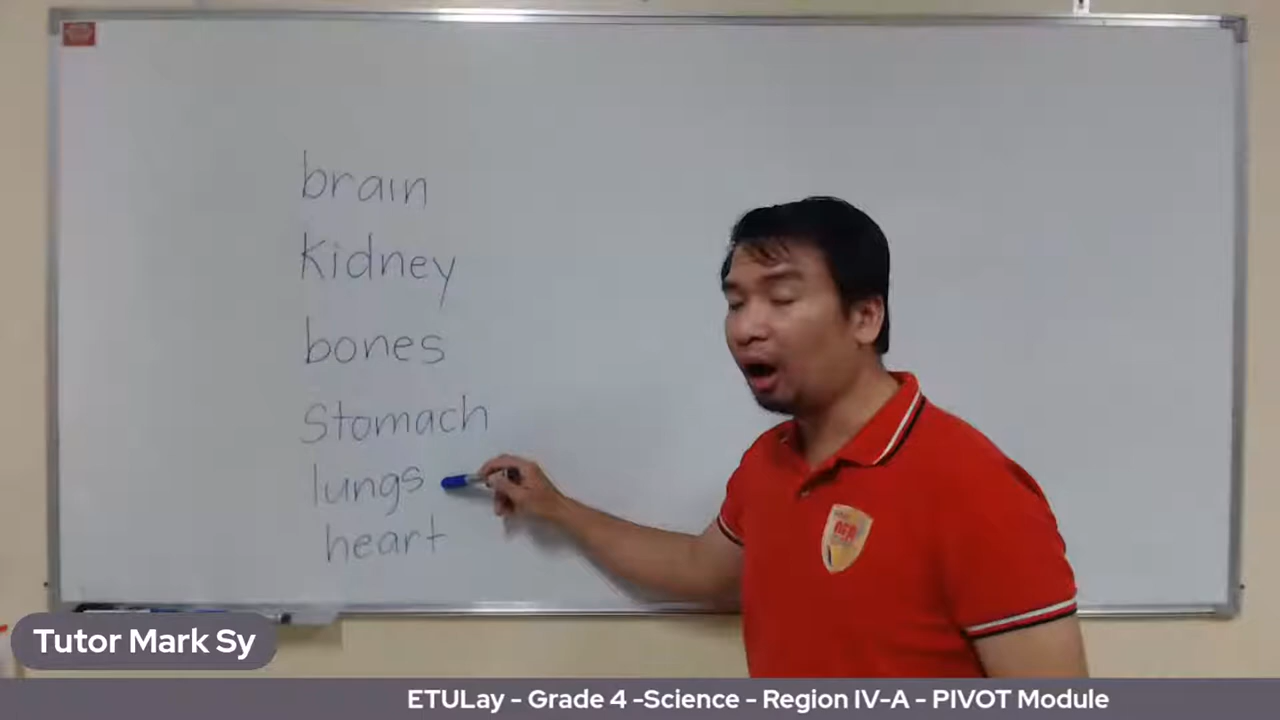 brain
kidney
bones
Stomach
lungs
heart
Tutor Mark Sy
ETULay - Grade 4 -Science - Region IV-A - PIVOT Module